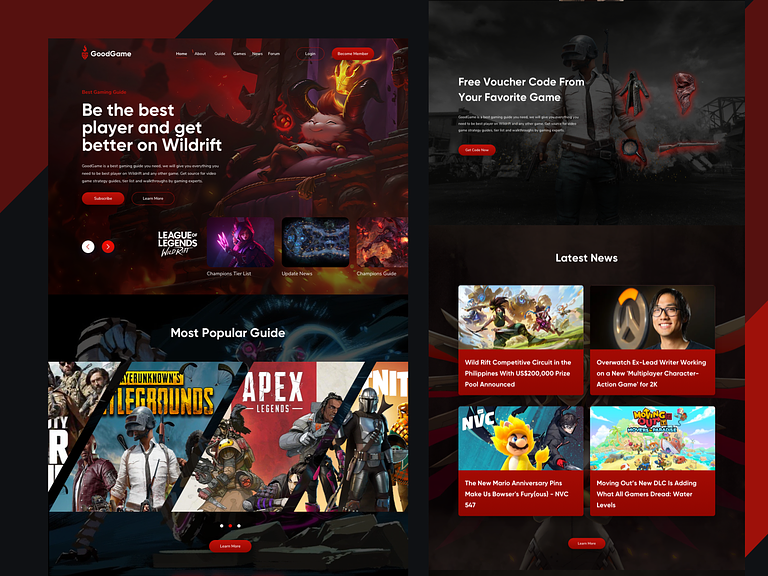 GoodGame
Home About Guide Games News Forum Login Become Member
Best Gaming Guide
Be the best
player and get
better on Wildrift
GoodGame is a best gaming guide you need, we will give you everything you
need to be best player on Wildrift and any other game. Get source for video
game strategy guides, tier list and walkthroughs by gaming experts.
Subscribe Learn More
LEAGUE OF
LEGENDS
WILD RIFT
Champions Tier List Update News Champions Guide
Most Popular Guide
PLAYERUNKNOWN'S
BATTLEGROUNDS
APEX
LEGENDS
Learn More
Free Voucher Code From
Your Favorite Game
GoodGame is a best gaming guide you need, we will give you everything you
need to be best player on Wildrift and any other game. Get source for video
game strategy guides, tier list and walkthroughs by gaming experts.
Get Code Now
Latest News
Wild Rift Competitive Circuit in the
Philippines With US$200,000 Prize
Pool Announced
Overwatch Ex-Lead Writer Working
on a New 'Multiplayer Character-
Action Game' for 2K
NVC
The New Mario Anniversary Pins
Make Us Bowser's Fury(ous) - NVC
547
MOVING
OUT
MOVERS IN PARADISE
Moving Out's New DLC Is Adding
What All Gamers Dread: Water
Levels
Learn More